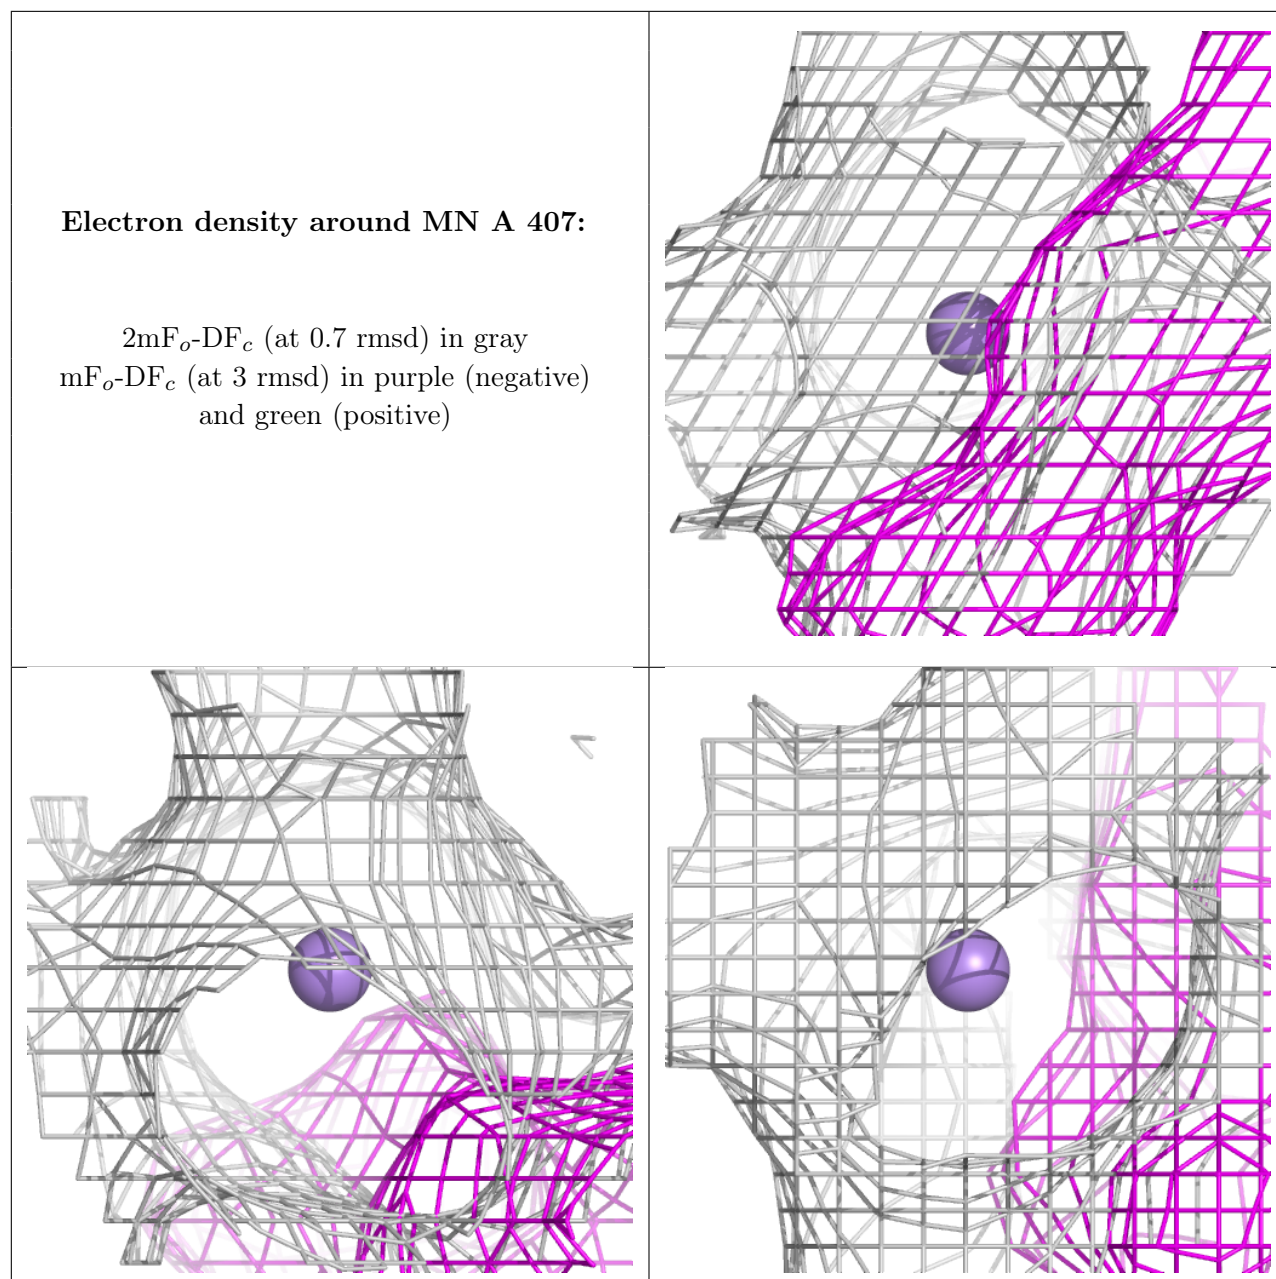 Electron density around MN A 407:
2mFₒ-DF𝒸 (at 0.7 rmsd) in gray
mFₒ-DF𝒸 (at 3 rmsd) in purple (negative)
and green (positive)